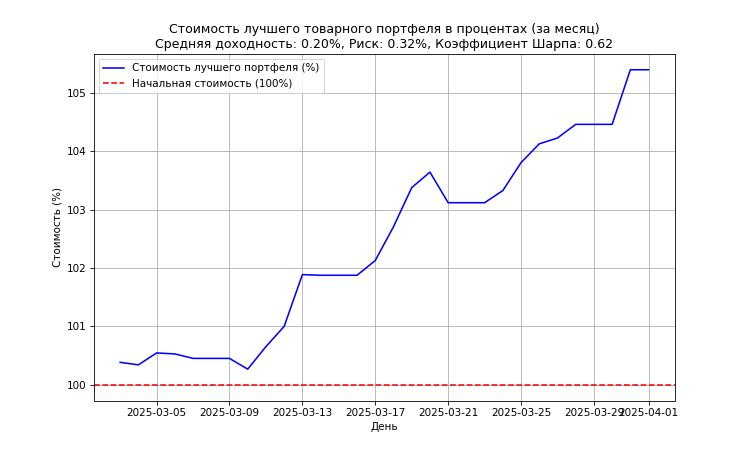 Стоимость лучшего товарного портфеля в процентах (за месяц)
Средняя доходность: 0.20%, Риск: 0.32%, Коэффициент Шарпа: 0.62
Стоимость лучшего портфеля (%)
Начальная стоимость (100%)
Стоимость (%)
105
104
103
102
101
100
2025-03-05
2025-03-09
2025-03-13
2025-03-17
2025-03-21
2025-03-25
2025-03-29
2025-04-01
День